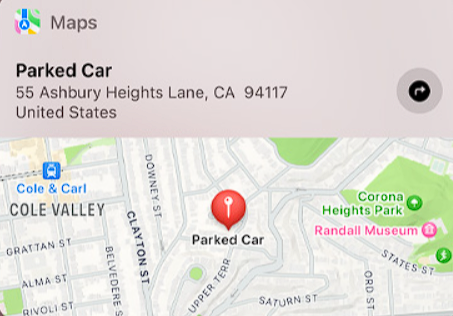 Maps
Parked Car
55 Ashbury Heights Lane, CA 94117
United States
Cole & Carl
COLE VALLEY
DOWNEY ST
CLAYTON ST
Parked Car
Corona
Heights Park
Randall Museum
STATES ST
GRATTAN ST
BELVEDERE S
ALMA ST
RIVOLI ST
UPPER TERR
SATURN ST
ORD ST